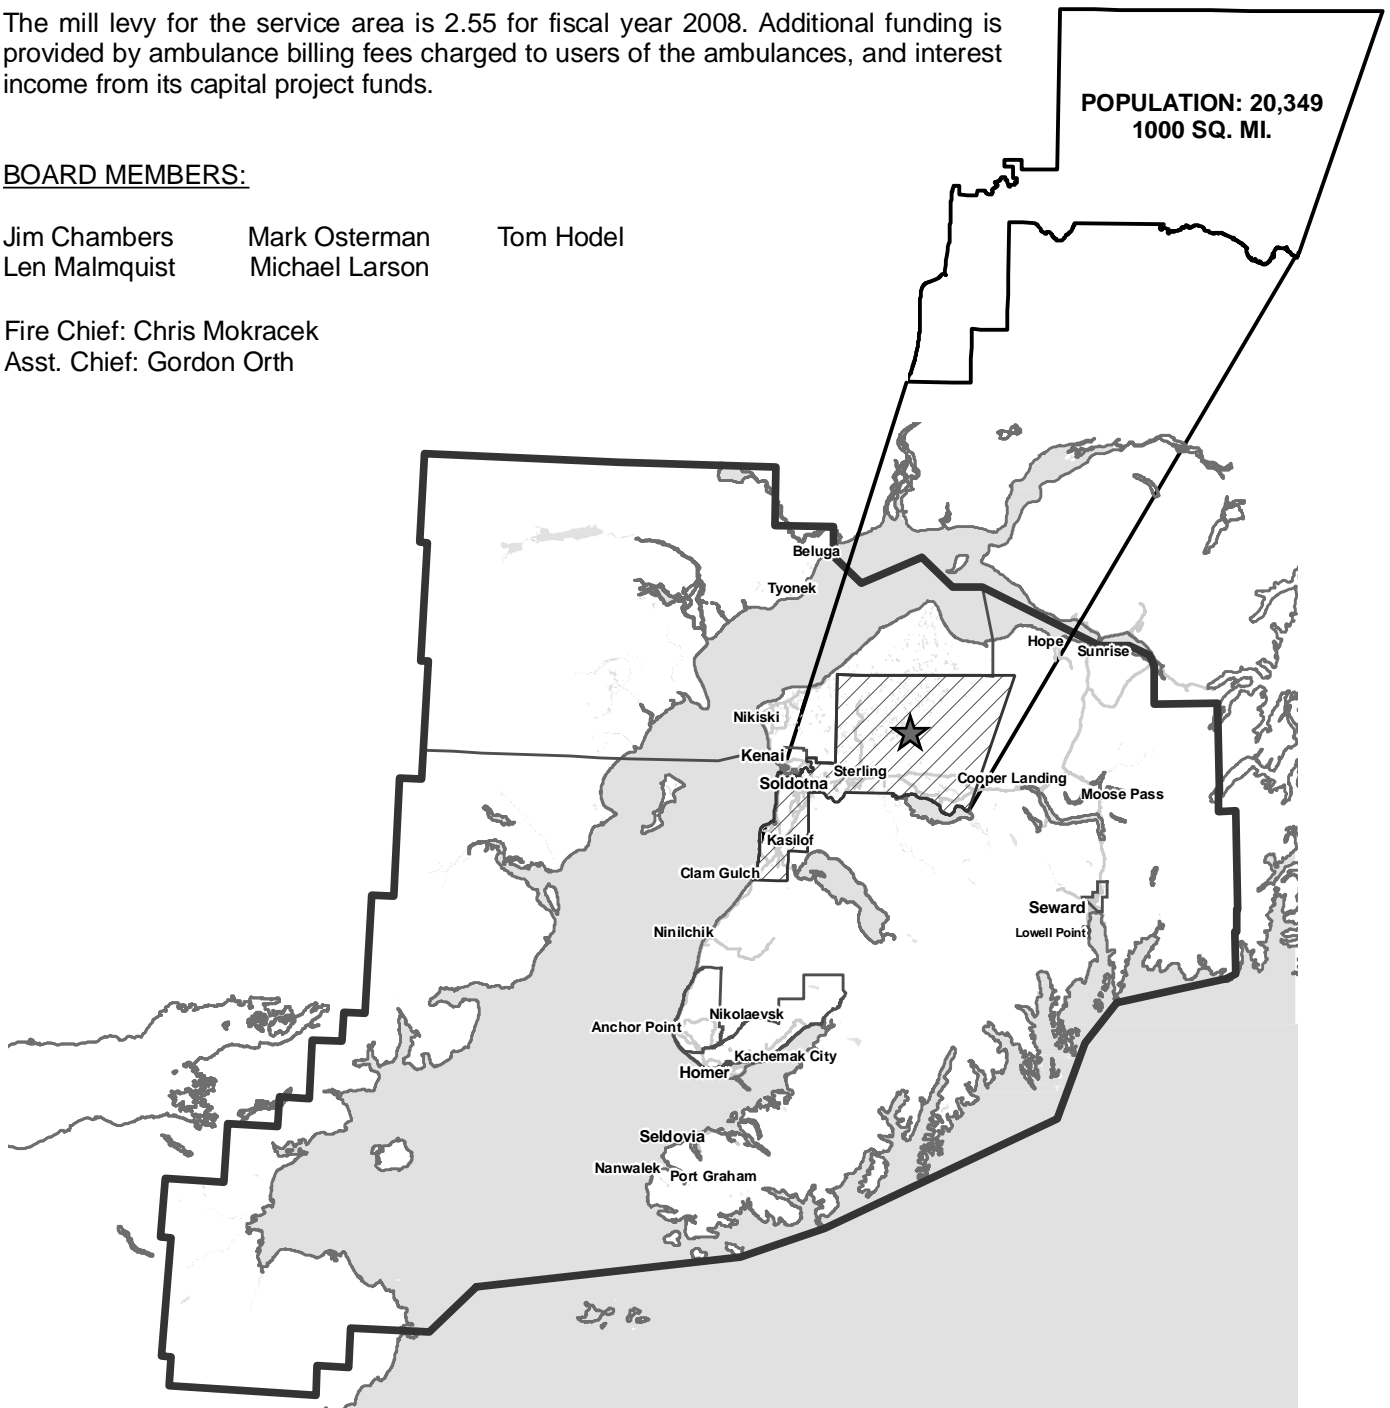 The mill levy for the service area is 2.55 for fiscal year 2008. Additional funding is
provided by ambulance billing fees charged to users of the ambulances, and interest
income from its capital project funds.
POPULATION: 20,349
1000 SQ. MI.
BOARD MEMBERS:
Jim Chambers Mark Osterman Tom Hodel
Len Malmquist Michael Larson
Fire Chief: Chris Mokracek
Asst. Chief: Gordon Orth
Beluga
Tyonek
Hope
Sunrise
Nikiski
Kenai
Soldotna
Sterling
Cooper Landing
Moose Pass
Kasilof
Clam Gulch
Seward
Lowell Point
Ninilchik
Nikolaevsk
Anchor Point
Kachemak City
Homer
Seldovia
Nanwalek
Port Graham